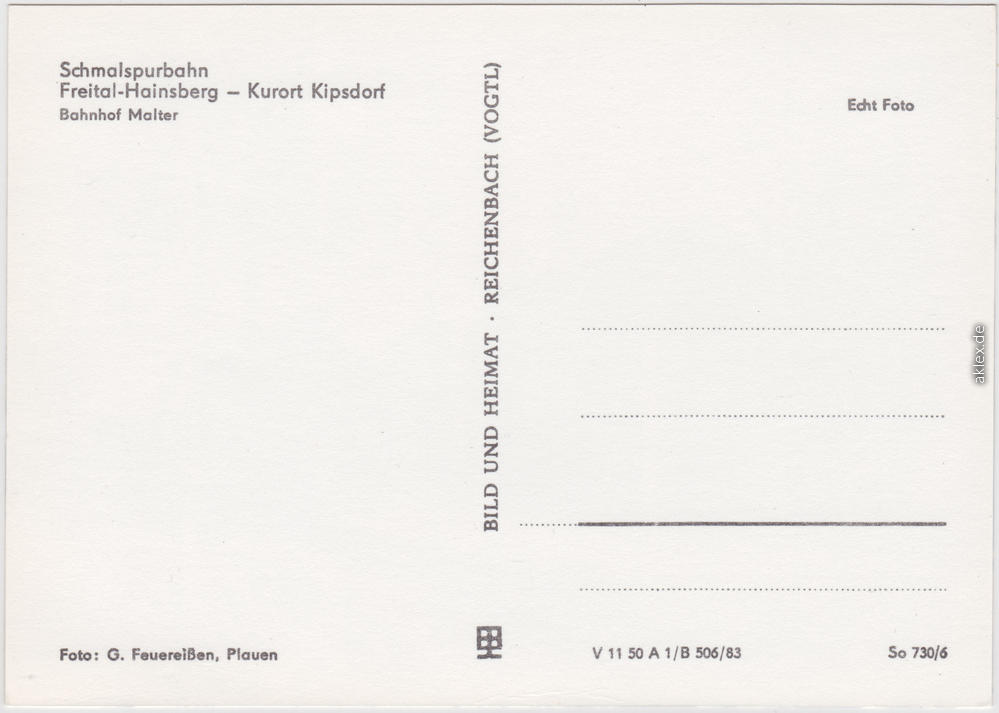 Schmalspurbahn
Freital-Hainsberg – Kurort Kipsdorf
Bahnhof Malter
Echt Foto
BILD UND HEIMAT · REICHENBACH (VOGTL)
Foto: G. Feuereißen, Plauen
V 11 50 A 1/B 506/83
So 730/6
aklex.de